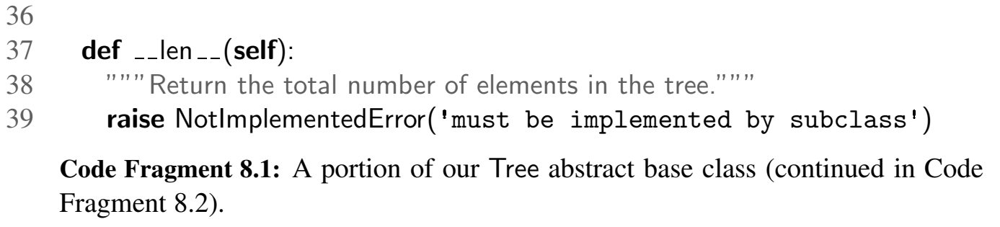 36
37 def __len__(self):
38 """Return the total number of elements in the tree."""
39 raise NotImplementedError('must be implemented by subclass')
Code Fragment 8.1: A portion of our Tree abstract base class (continued in Code
Fragment 8.2).